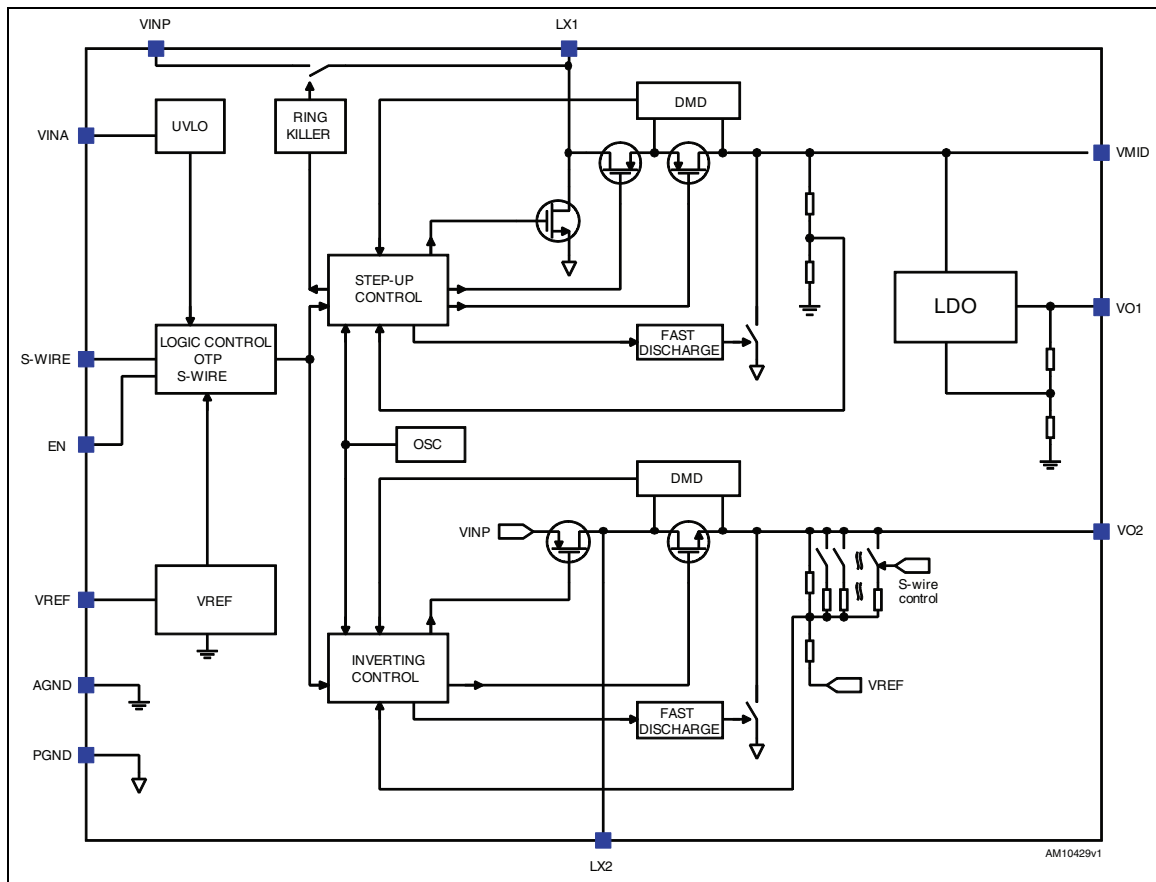 VINP
LX1
DMD
UVLO
RING
KILLER
VINA
VMID
STEP-UP
CONTROL
LDO
VO1
FAST
DISCHARGE
LOGIC CONTROL
OTP
S-WIRE
S-WIRE
EN
OSC
DMD
VINP
VO2
S-wire
control
VREF
VREF
INVERTING
CONTROL
VREF
AGND
FAST
DISCHARGE
PGND
LX2
AM10429v1